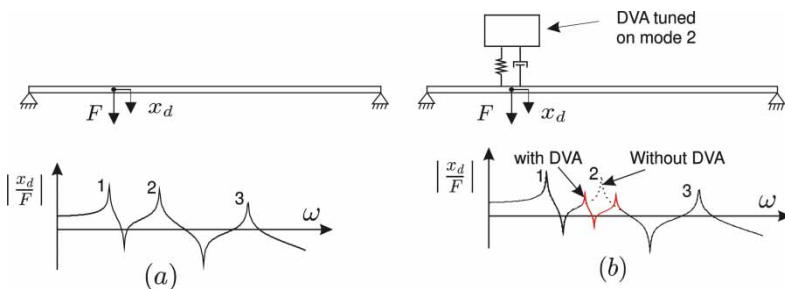 DVA tuned
on mode 2
F
x_d
F
x_d
with DVA
Without DVA
|x_d/F|
1
2
3
ω
(a)
|x_d/F|
1
2
3
ω
(b)